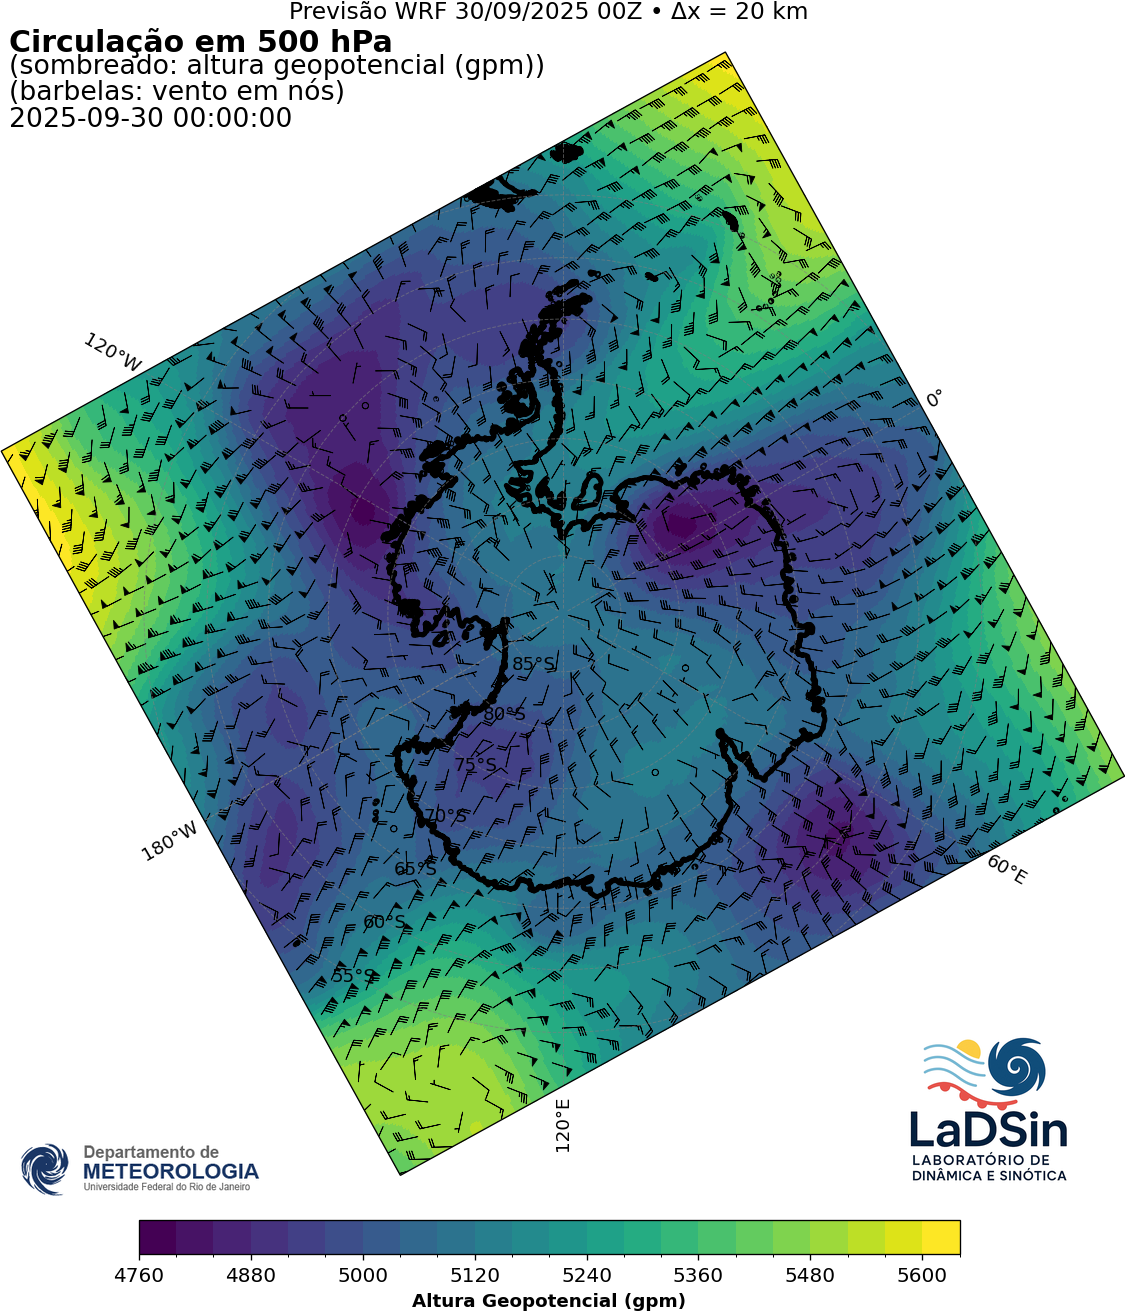 Previsão WRF 30/09/2025 00Z • Δx = 20 km
Circulação em 500 hPa
(sombreado: altura geopotencial (gpm))
(barbelas: vento em nós)
2025-09-30 00:00:00
120°W
0°
85°S
80°S
75°S
70°S
65°S
60°S
55°S
180°W
60°E
120°E
LaDSin
LABORATÓRIO DE
DINÂMICA E SINÓTICA
Departamento de
METEOROLOGIA
Universidade Federal do Rio de Janeiro
4760 4880 5000 5120 5240 5360 5480 5600
Altura Geopotencial (gpm)